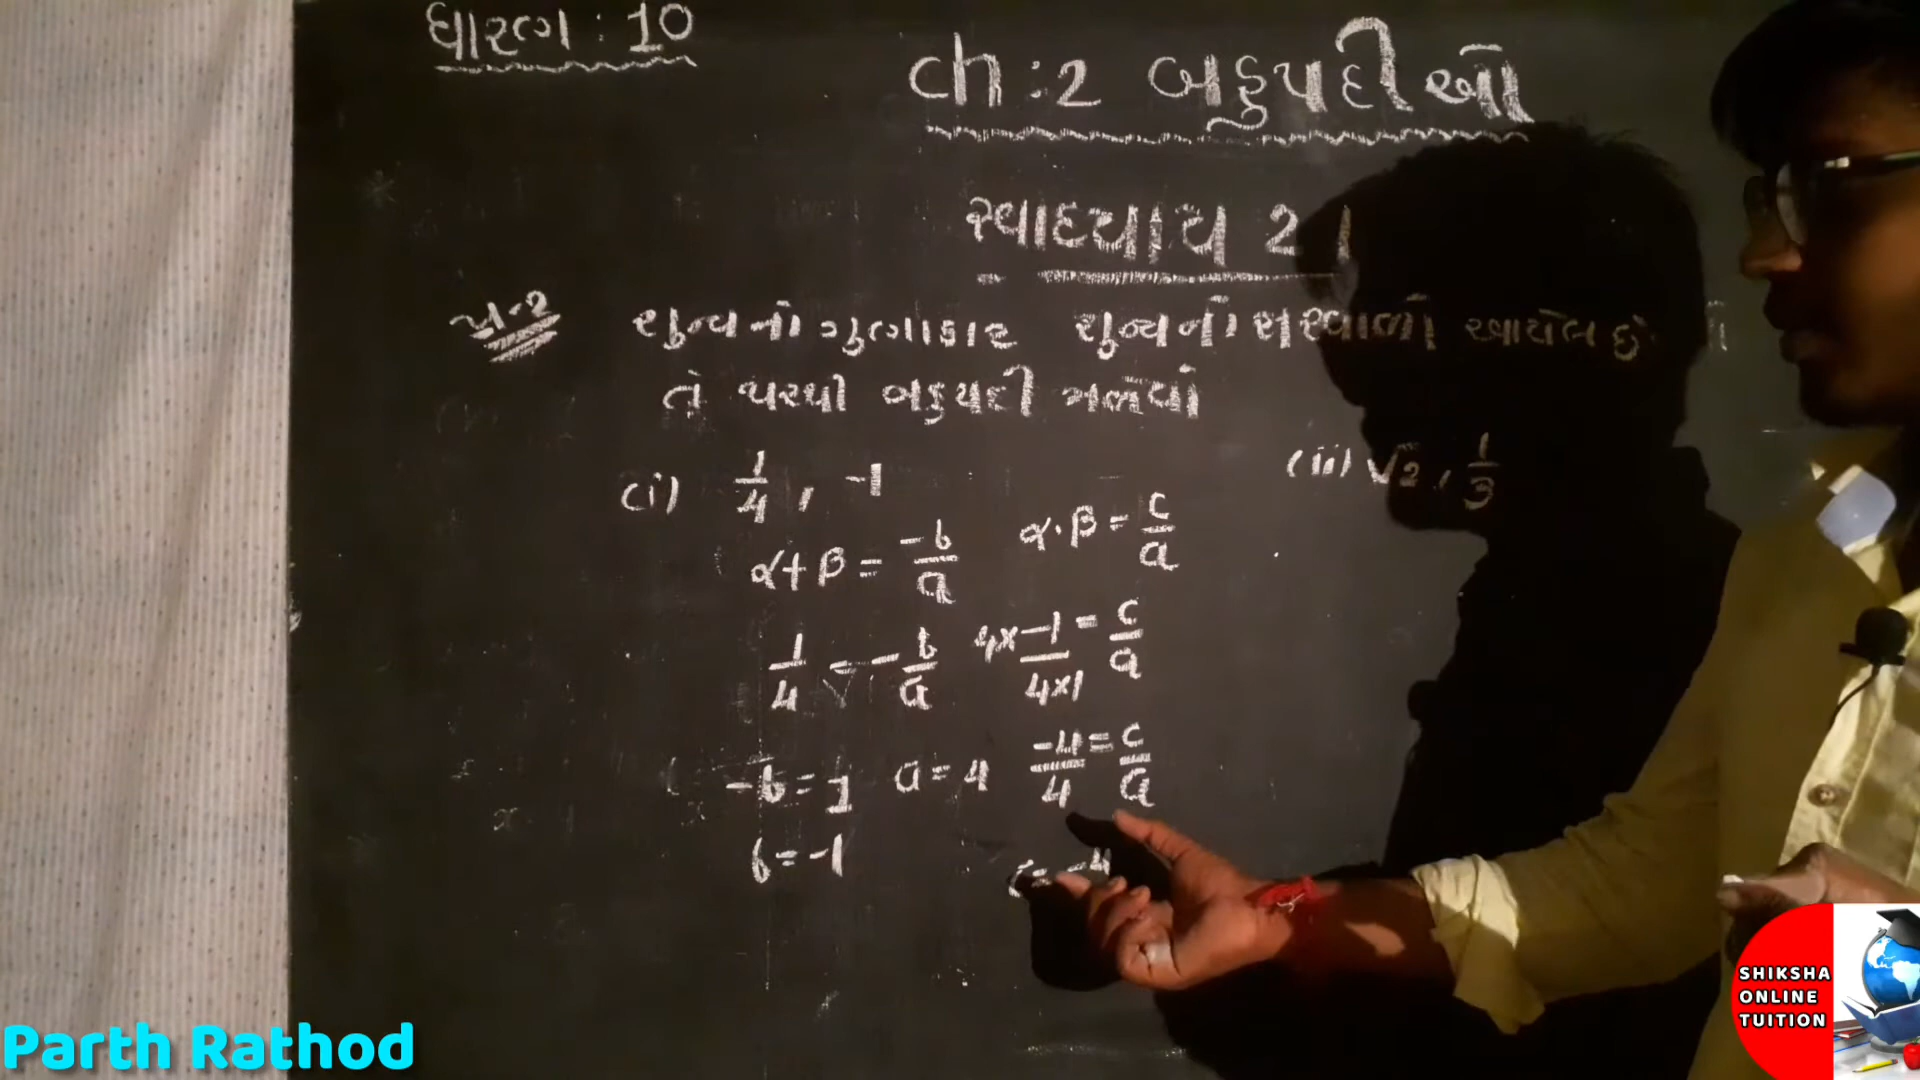 ધોરણ : 10
ch : 2 બહુપદીઓ
સ્વાધ્યાય 2.1
પ્ર-2 શુન્યનો ગુણાકાર શુન્યનો સરવાળો આપેલ છે.
તે પરથી બહુપદી મળેવો
(i) 1/4 , -1
(ii) √2 , 1/3
α+β = -b/a α·β = c/a
1/4 = -b/a 4×-1/4×1 = c/a
-b=1 a=4 -4/4 = c/a
b=-1 c=-4
Parth Rathod
SHIKSHA
ONLINE
TUITION